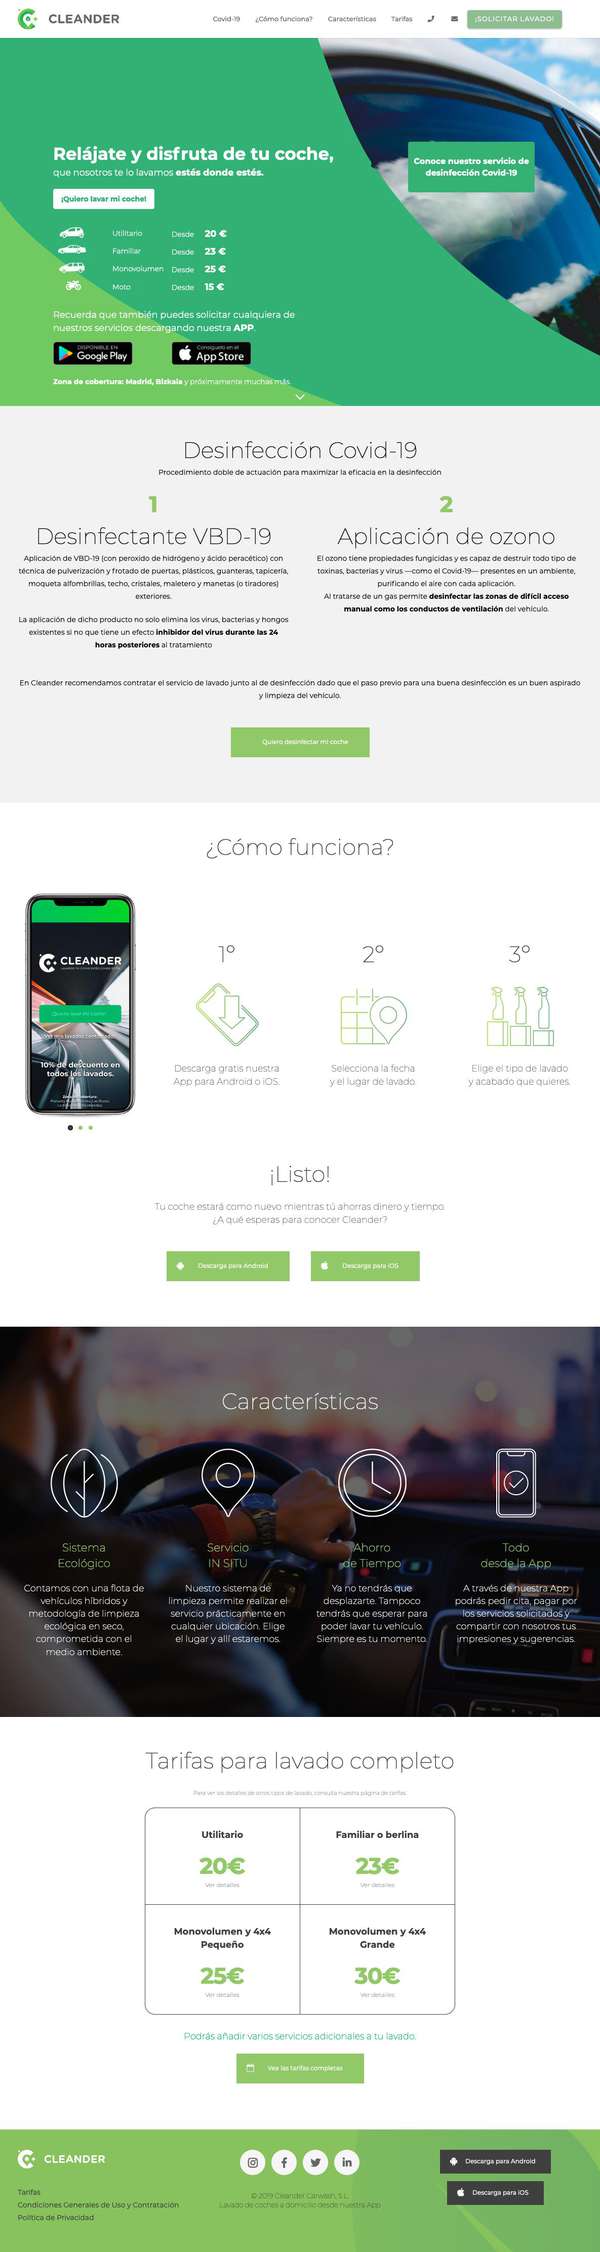 CLEANDER
Covid-19
¿Cómo funciona?
Características
Tarifas
¡SOLICITAR LAVADO!
Relájate y disfruta de tu coche,
que nosotros te lo lavamos estés donde estés.
Conoce nuestro servicio de
desinfección Covid-19
¡Quiero lavar mi coche!
Utilitario Desde 20 €
Familiar Desde 23 €
Monovolumen Desde 25 €
Moto Desde 15 €
Recuerda que también puedes solicitar cualquiera de
nuestros servicios descargando nuestra APP.
DISPONIBLE EN
Google Play
Consíguelo en el
App Store
Zona de cobertura: Madrid, Bizkaia y próximamente muchas más.
Desinfección Covid-19
Procedimiento doble de actuación para maximizar la eficacia en la desinfección
1
Desinfectante VBD-19
Aplicación de VBD-19 (con peroxido de hidrógeno y ácido peracético) con
técnica de pulverización y frotado de puertas, plásticos, guanteras, tapicería,
moqueta alfombrillas, techo, cristales, maletero y manetas (o tiradores)
exteriores.
La aplicación de dicho producto no solo elimina los virus, bacterias y hongos
existentes si no que tiene un efecto inhibidor del virus durante las 24
horas posteriores al tratamiento
2
Aplicación de ozono
El ozono tiene propiedades fungicidas y es capaz de destruir todo tipo de
toxinas, bacterias y virus —como el Covid-19— presentes en un ambiente,
purificando el aire con cada aplicación.
Al tratarse de un gas permite desinfectar las zonas de difícil acceso
manual como los conductos de ventilación del vehículo.
En Cleander recomendamos contratar el servicio de lavado junto al de desinfección dado que el paso previo para una buena desinfección es un buen aspirado
y limpieza del vehículo.
Quiero desinfectar mi coche
¿Cómo funciona?
CLEANDER
¡Quiero lavar mi coche!
10% de descuento en
todos los lavados.
1º
Descarga gratis nuestra
App para Android o iOS.
2º
Selecciona la fecha
y el lugar de lavado.
3º
Elige el tipo de lavado
y acabado que quieres.
¡Listo!
Tu coche estará como nuevo mientras tú ahorras dinero y tiempo.
¿A qué esperas para conocer Cleander?
Descarga para Android
Descarga para iOS
Características
Sistema
Ecológico
Contamos con una flota de
vehículos híbridos y
metodología de limpieza
ecológica en seco,
comprometida con el
medio ambiente.
Servicio
IN SITU
Nuestro sistema de
limpieza permite realizar el
servicio prácticamente en
cualquier ubicación. Elige
el lugar y allí estaremos.
Ahorro
de Tiempo
Ya no tendrás que
desplazarte. Tampoco
tendrás que esperar para
poder lavar tu vehículo.
Siempre es tu momento.
Todo
desde la App
A través de nuestra App
podrás pedir cita, pagar por
los servicios solicitados y
compartir con nosotros tus
impresiones y sugerencias.
Tarifas para lavado completo
Para ver los detalles de otros tipos de lavado, consulta nuestra página de tarifas.
Utilitario
20€
Ver detalles
Familiar o berlina
23€
Ver detalles
Monovolumen y 4x4
Pequeño
25€
Ver detalles
Monovolumen y 4x4
Grande
30€
Ver detalles
Podrás añadir varios servicios adicionales a tu lavado.
Vea las tarifas completas
CLEANDER
Tarifas
Condiciones Generales de Uso y Contratación
Política de Privacidad
© 2019 Cleander Carwash, S.L.
Lavado de coches a domicilio desde nuestra App
Descarga para Android
Descarga para iOS